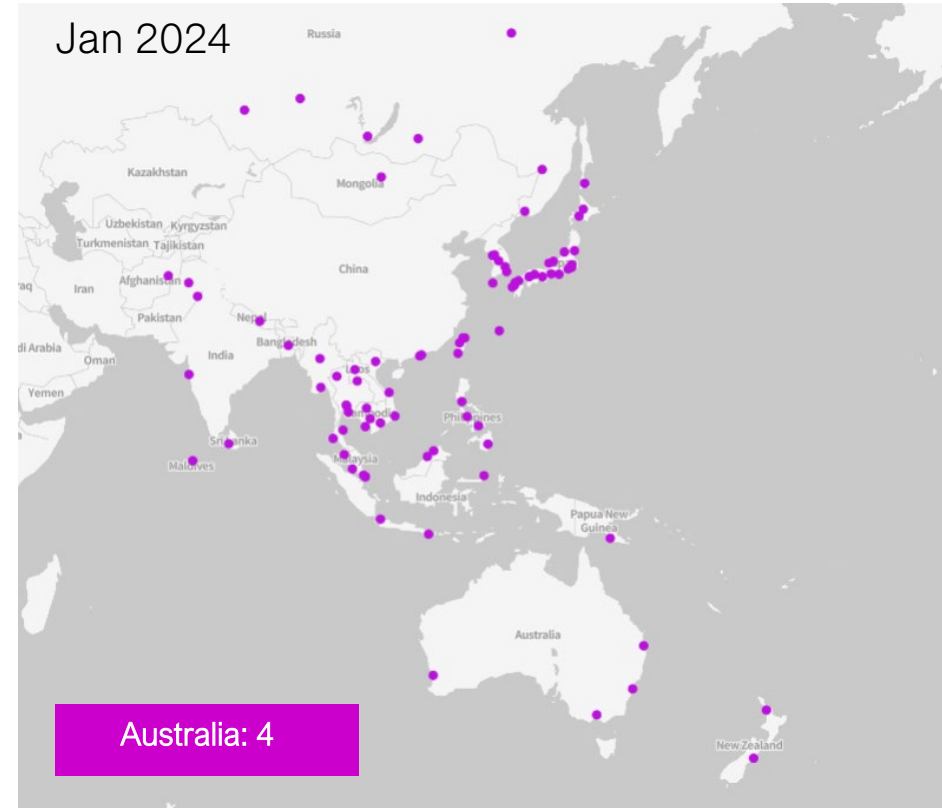 Jan 2024
Russia
Kazakhstan
Mongolia
Uzbekistan
Kyrgyzstan
Turkmenistan
Tajikistan
China
Afghanistan
Iran
Pakistan
Nepal
Bangladesh
India
Oman
Yemen
Laos
Sri Lanka
Maldives
Philippines
Malaysia
Indonesia
Papua New
Guinea
Australia
New Zealand
Australia: 4